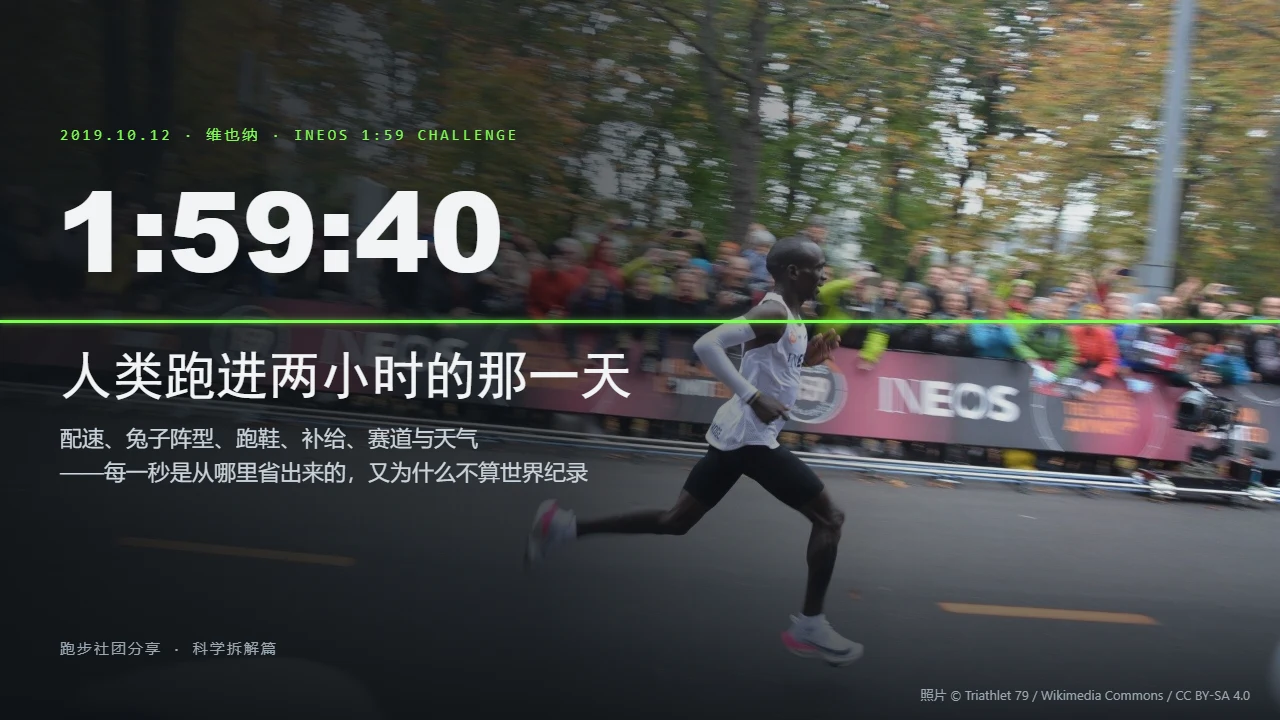 2019.10.12 · 维也纳 · INEOS 1:59 CHALLENGE
1:59:40
人类跑进两小时的那一天
配速、兔子阵型、跑鞋、补给、赛道与天气
——每一秒是从哪里省出来的，又为什么不算世界纪录
INEOS
跑步社团分享 · 科学拆解篇
照片 © Triathlet 79 / Wikimedia Commons / CC BY-SA 4.0